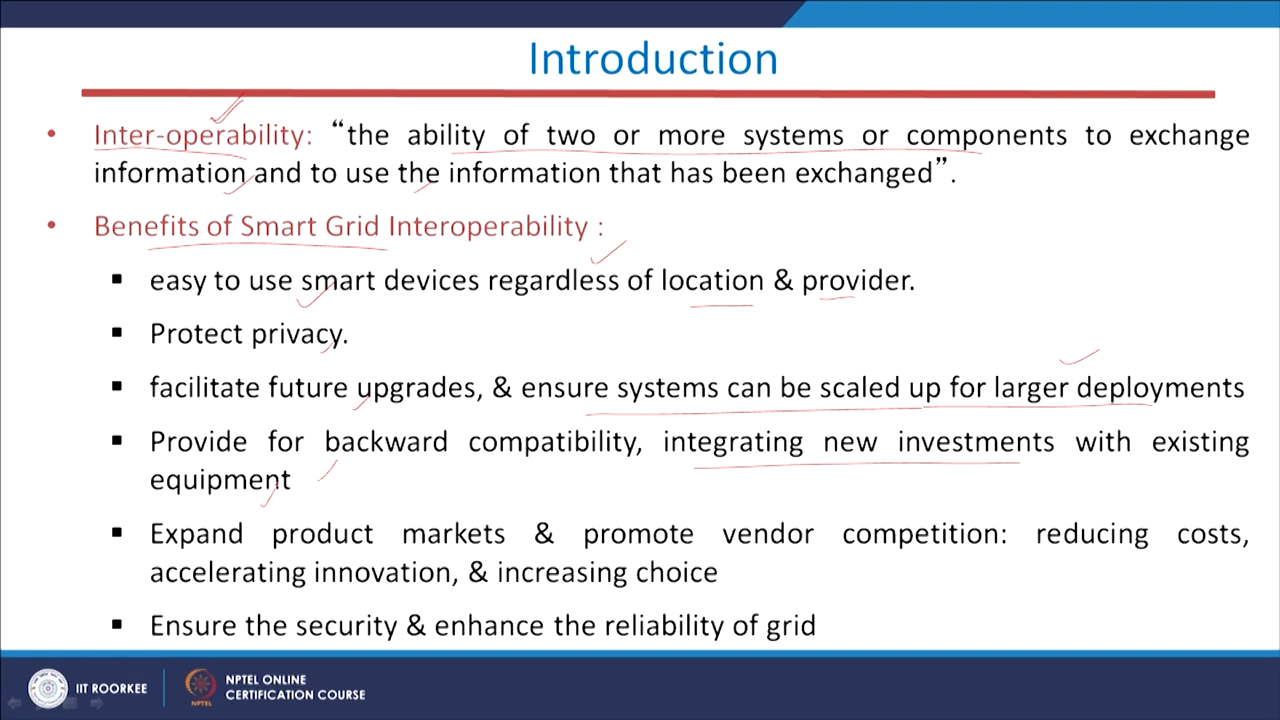 Introduction
• Inter-operability: “the ability of two or more systems or components to exchange
information and to use the information that has been exchanged”.
• Benefits of Smart Grid Interoperability :
▪ easy to use smart devices regardless of location & provider.
▪ Protect privacy.
▪ facilitate future upgrades, & ensure systems can be scaled up for larger deployments
▪ Provide for backward compatibility, integrating new investments with existing
equipment
▪ Expand product markets & promote vendor competition: reducing costs,
accelerating innovation, & increasing choice
▪ Ensure the security & enhance the reliability of grid
IIT ROORKEE
NPTEL
NPTEL ONLINE
CERTIFICATION COURSE